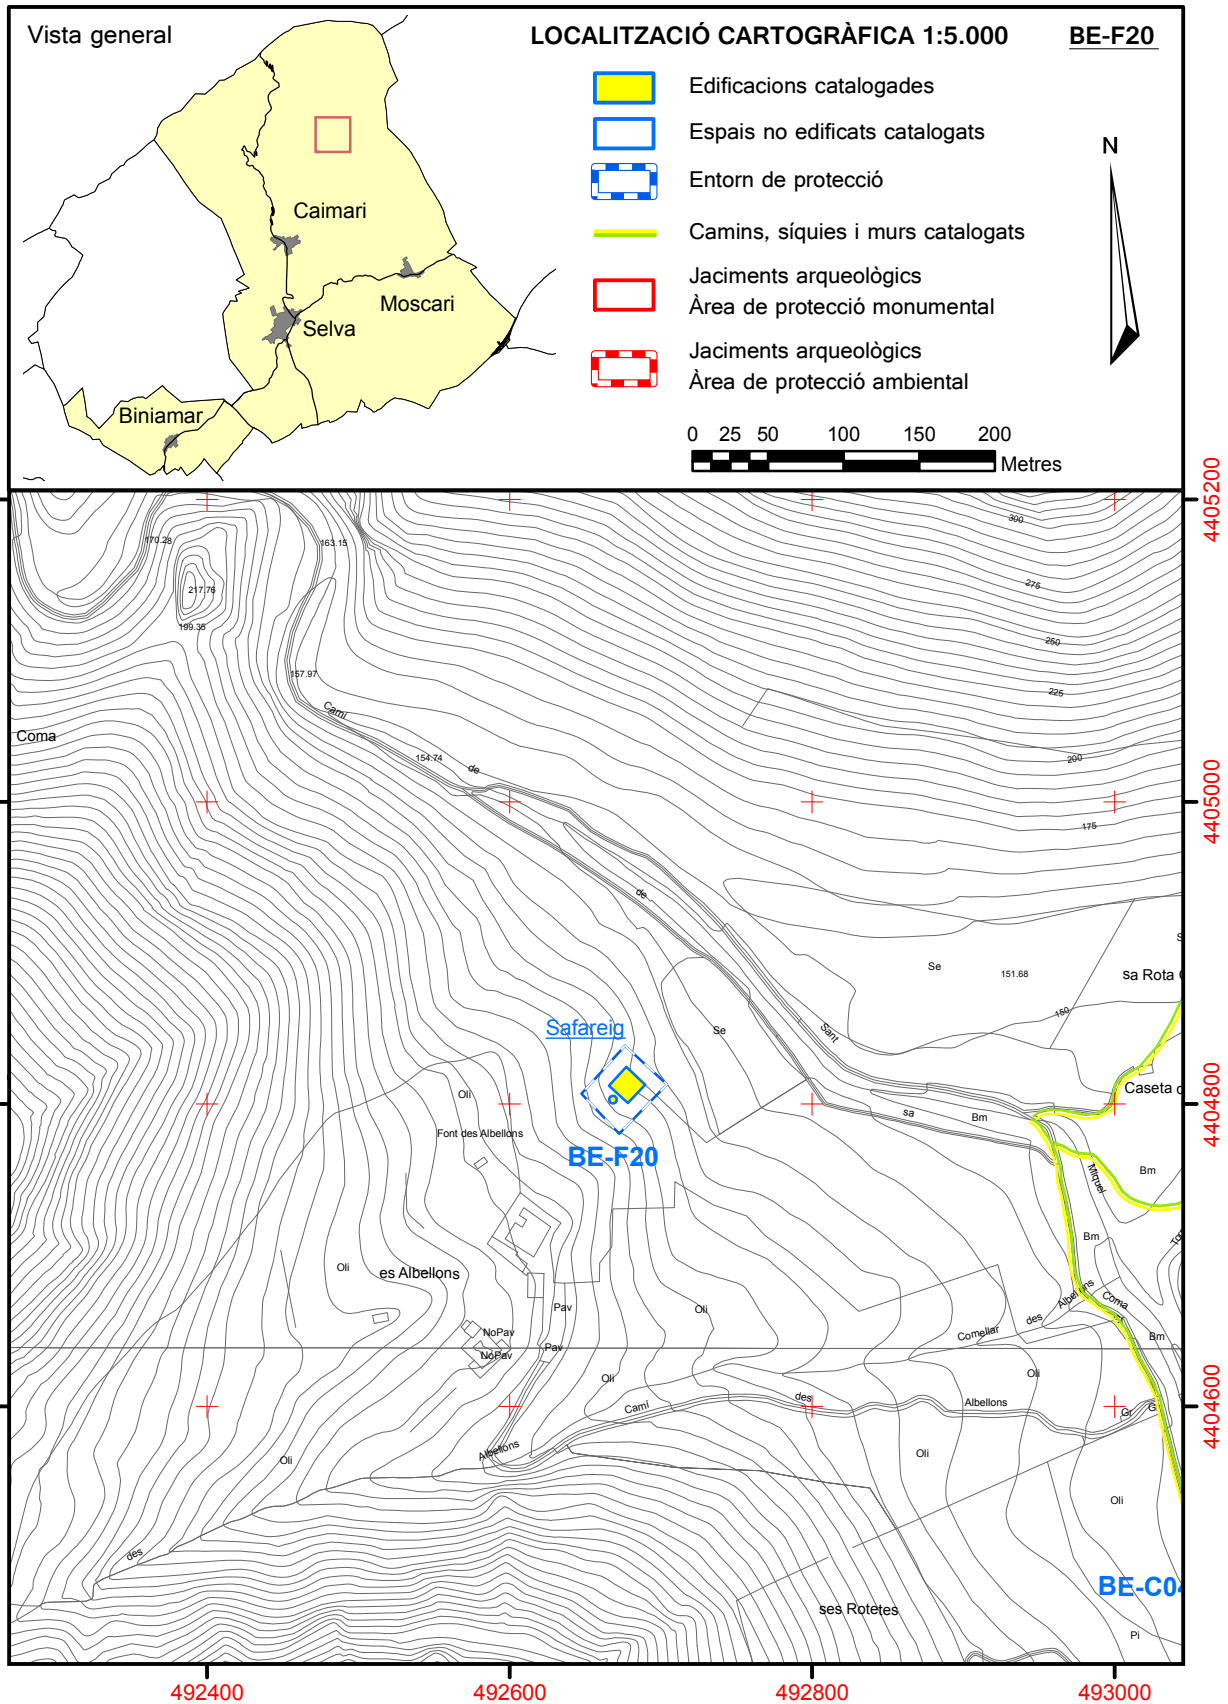 Vista general
LOCALITZACIÓ CARTOGRÀFICA 1:5.000
BE-F20
Edificacions catalogades
Espais no edificats catalogats
Entorn de protecció
Camins, síquies i murs catalogats
Jaciments arqueològics
Àrea de protecció monumental
Jaciments arqueològics
Àrea de protecció ambiental
N
Caimari
Moscari
Selva
Biniamar
0 25 50 100 150 200
Metres
4405200
170.28
163.15
300
217.76
275
199.35
250
157.97
225
Camí
Coma
154.74
de
200
4405000
175
de
Se
151.68
sa Rota
150
Safareig
Se
Sant
Caseta
4404800
Oli
sa
Bm
Font des Albellons
BE-F20
Bm
Miquel
Bm
Oli
es Albellons
Albellons
Coma
Pav
Oli
des
NoPav
Comellar
Bm
NoPav
Pav
Oli
Oli
Camí
des
Albellons
Gr
4404600
Albellons
Oli
Oli
Oli
des
BE-C04
ses Rotetes
Pi
492400
492600
492800
493000